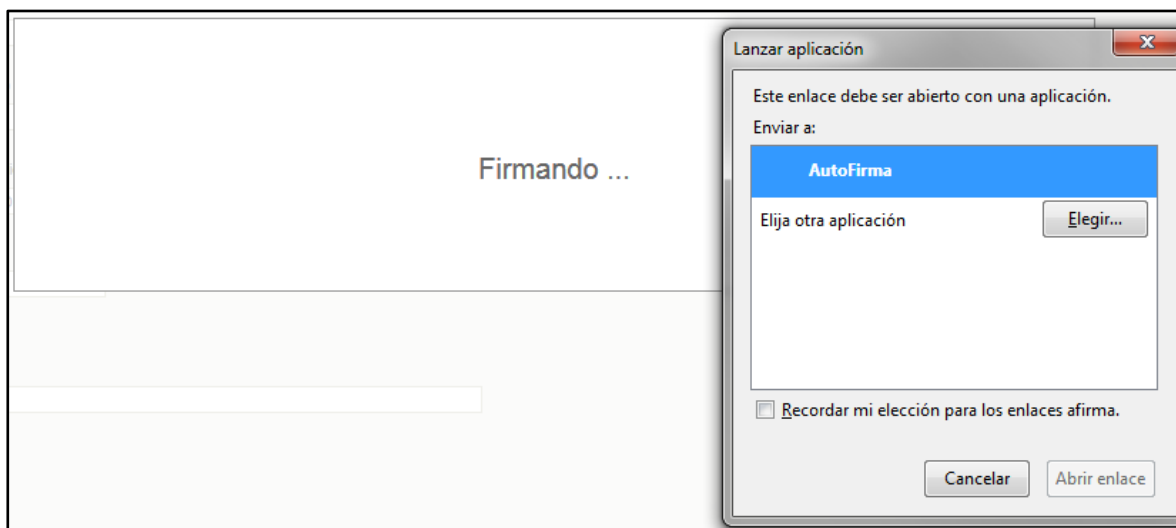 Firmando ...
Lanzar aplicación
Este enlace debe ser abierto con una aplicación.
Enviar a:
AutoFirma
Elija otra aplicación
Elegir...
Recordar mi elección para los enlaces afirma.
Cancelar
Abrir enlace